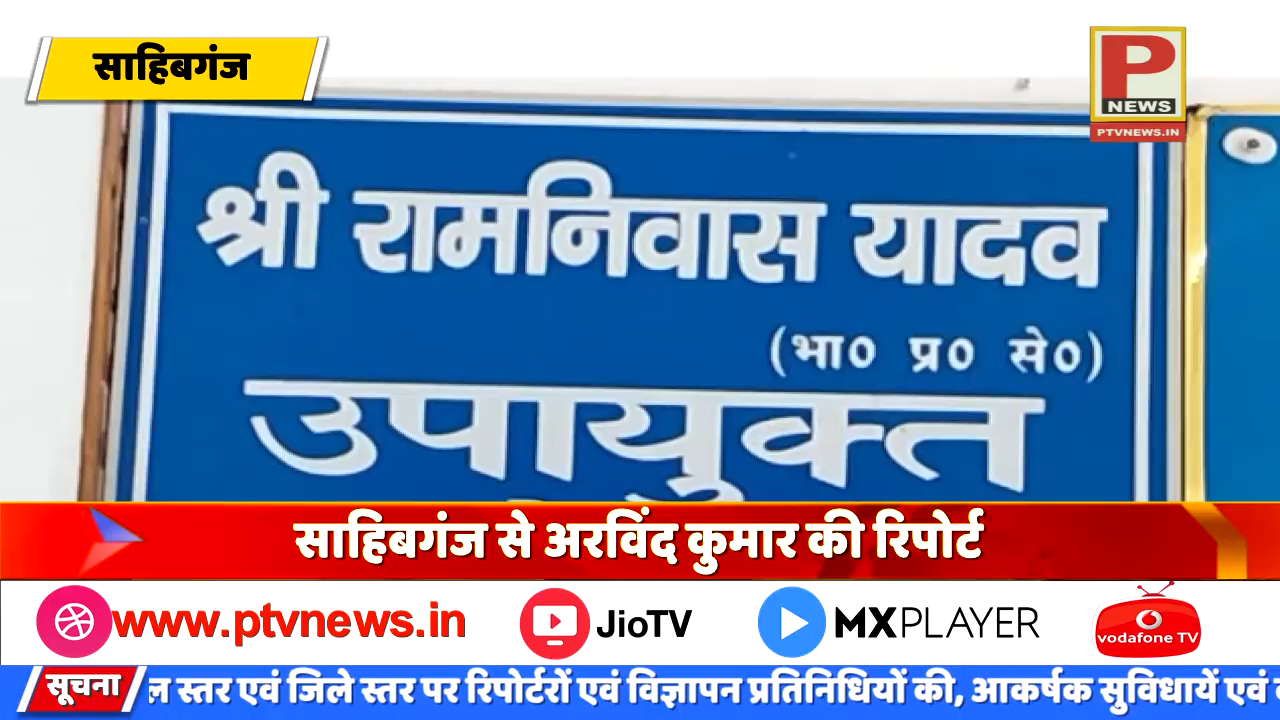 साहिबगंज
P
NEWS
PTVNEWS.IN
श्री रामनिवास यादव
(भा० प्र० से०)
उपायुक्त
साहिबगंज से अरविंद कुमार की रिपोर्ट
www.ptvnews.in
JioTV
MXPLAYER
vodafone TV
सूचना
स्तर एवं जिले स्तर पर रिपोर्टरों एवं विज्ञापन प्रतिनिधियों की, आकर्षक सुविधायें एवं